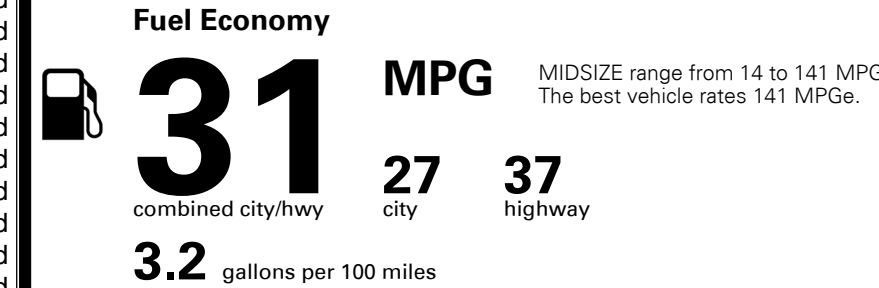 Fuel Economy
31
MPG
MIDSIZE range from 14 to 141 MPG
The best vehicle rates 141 MPGe.
27 37
combined city/hwy city highway
3.2 gallons per 100 miles
d
d
d
d
d
d
d
d
d